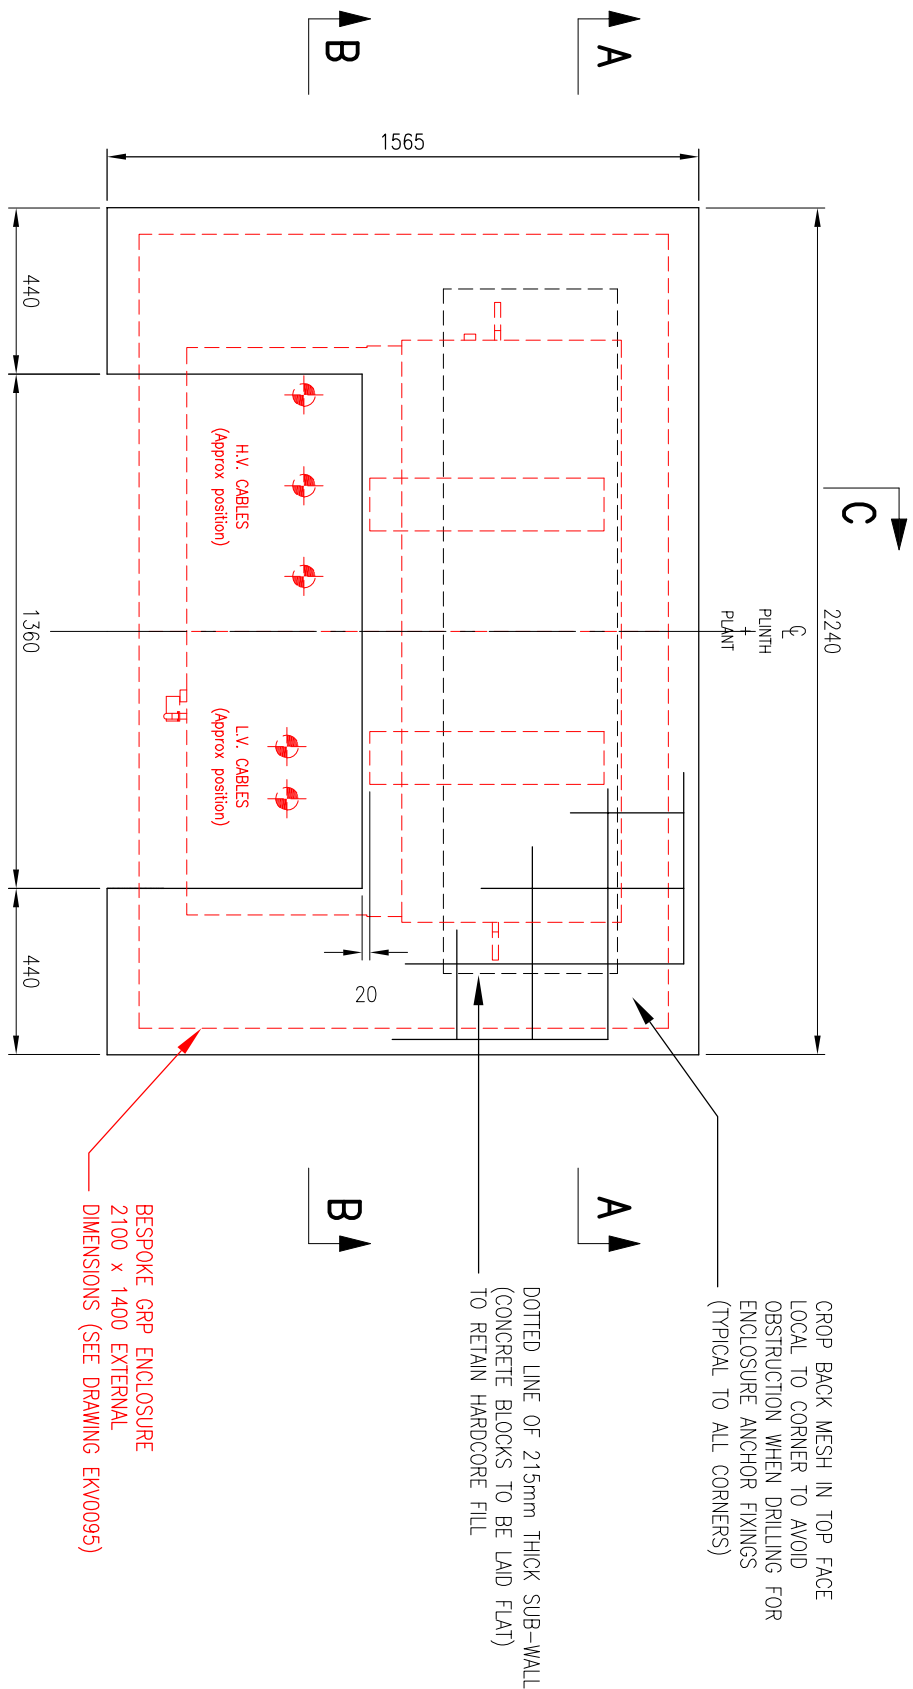 C
A
B
2240
℄
PLINTH
+
PLANT
1565
H.V. CABLES
(Approx position)
L.V. CABLES
(Approx position)
20
440
1360
440
A
B
CROP BACK MESH IN TOP FACE
LOCAL TO CORNER TO AVOID
OBSTRUCTION WHEN DRILLING FOR
ENCLOSURE ANCHOR FIXINGS
(TYPICAL TO ALL CORNERS)
DOTTED LINE OF 215mm THICK SUB-WALL
(CONCRETE BLOCKS TO BE LAID FLAT)
TO RETAIN HARDCORE FILL
BESPOKE GRP ENCLOSURE
2100 x 1400 EXTERNAL
DIMENSIONS (SEE DRAWING EKV0095)